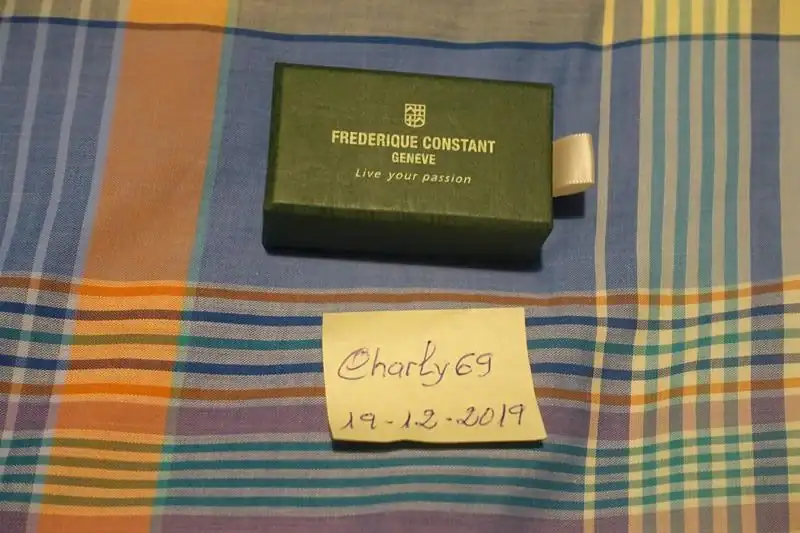 FREDERIQUE CONSTANT
GENEVE
Live your passion
Charly69
19-12-2019